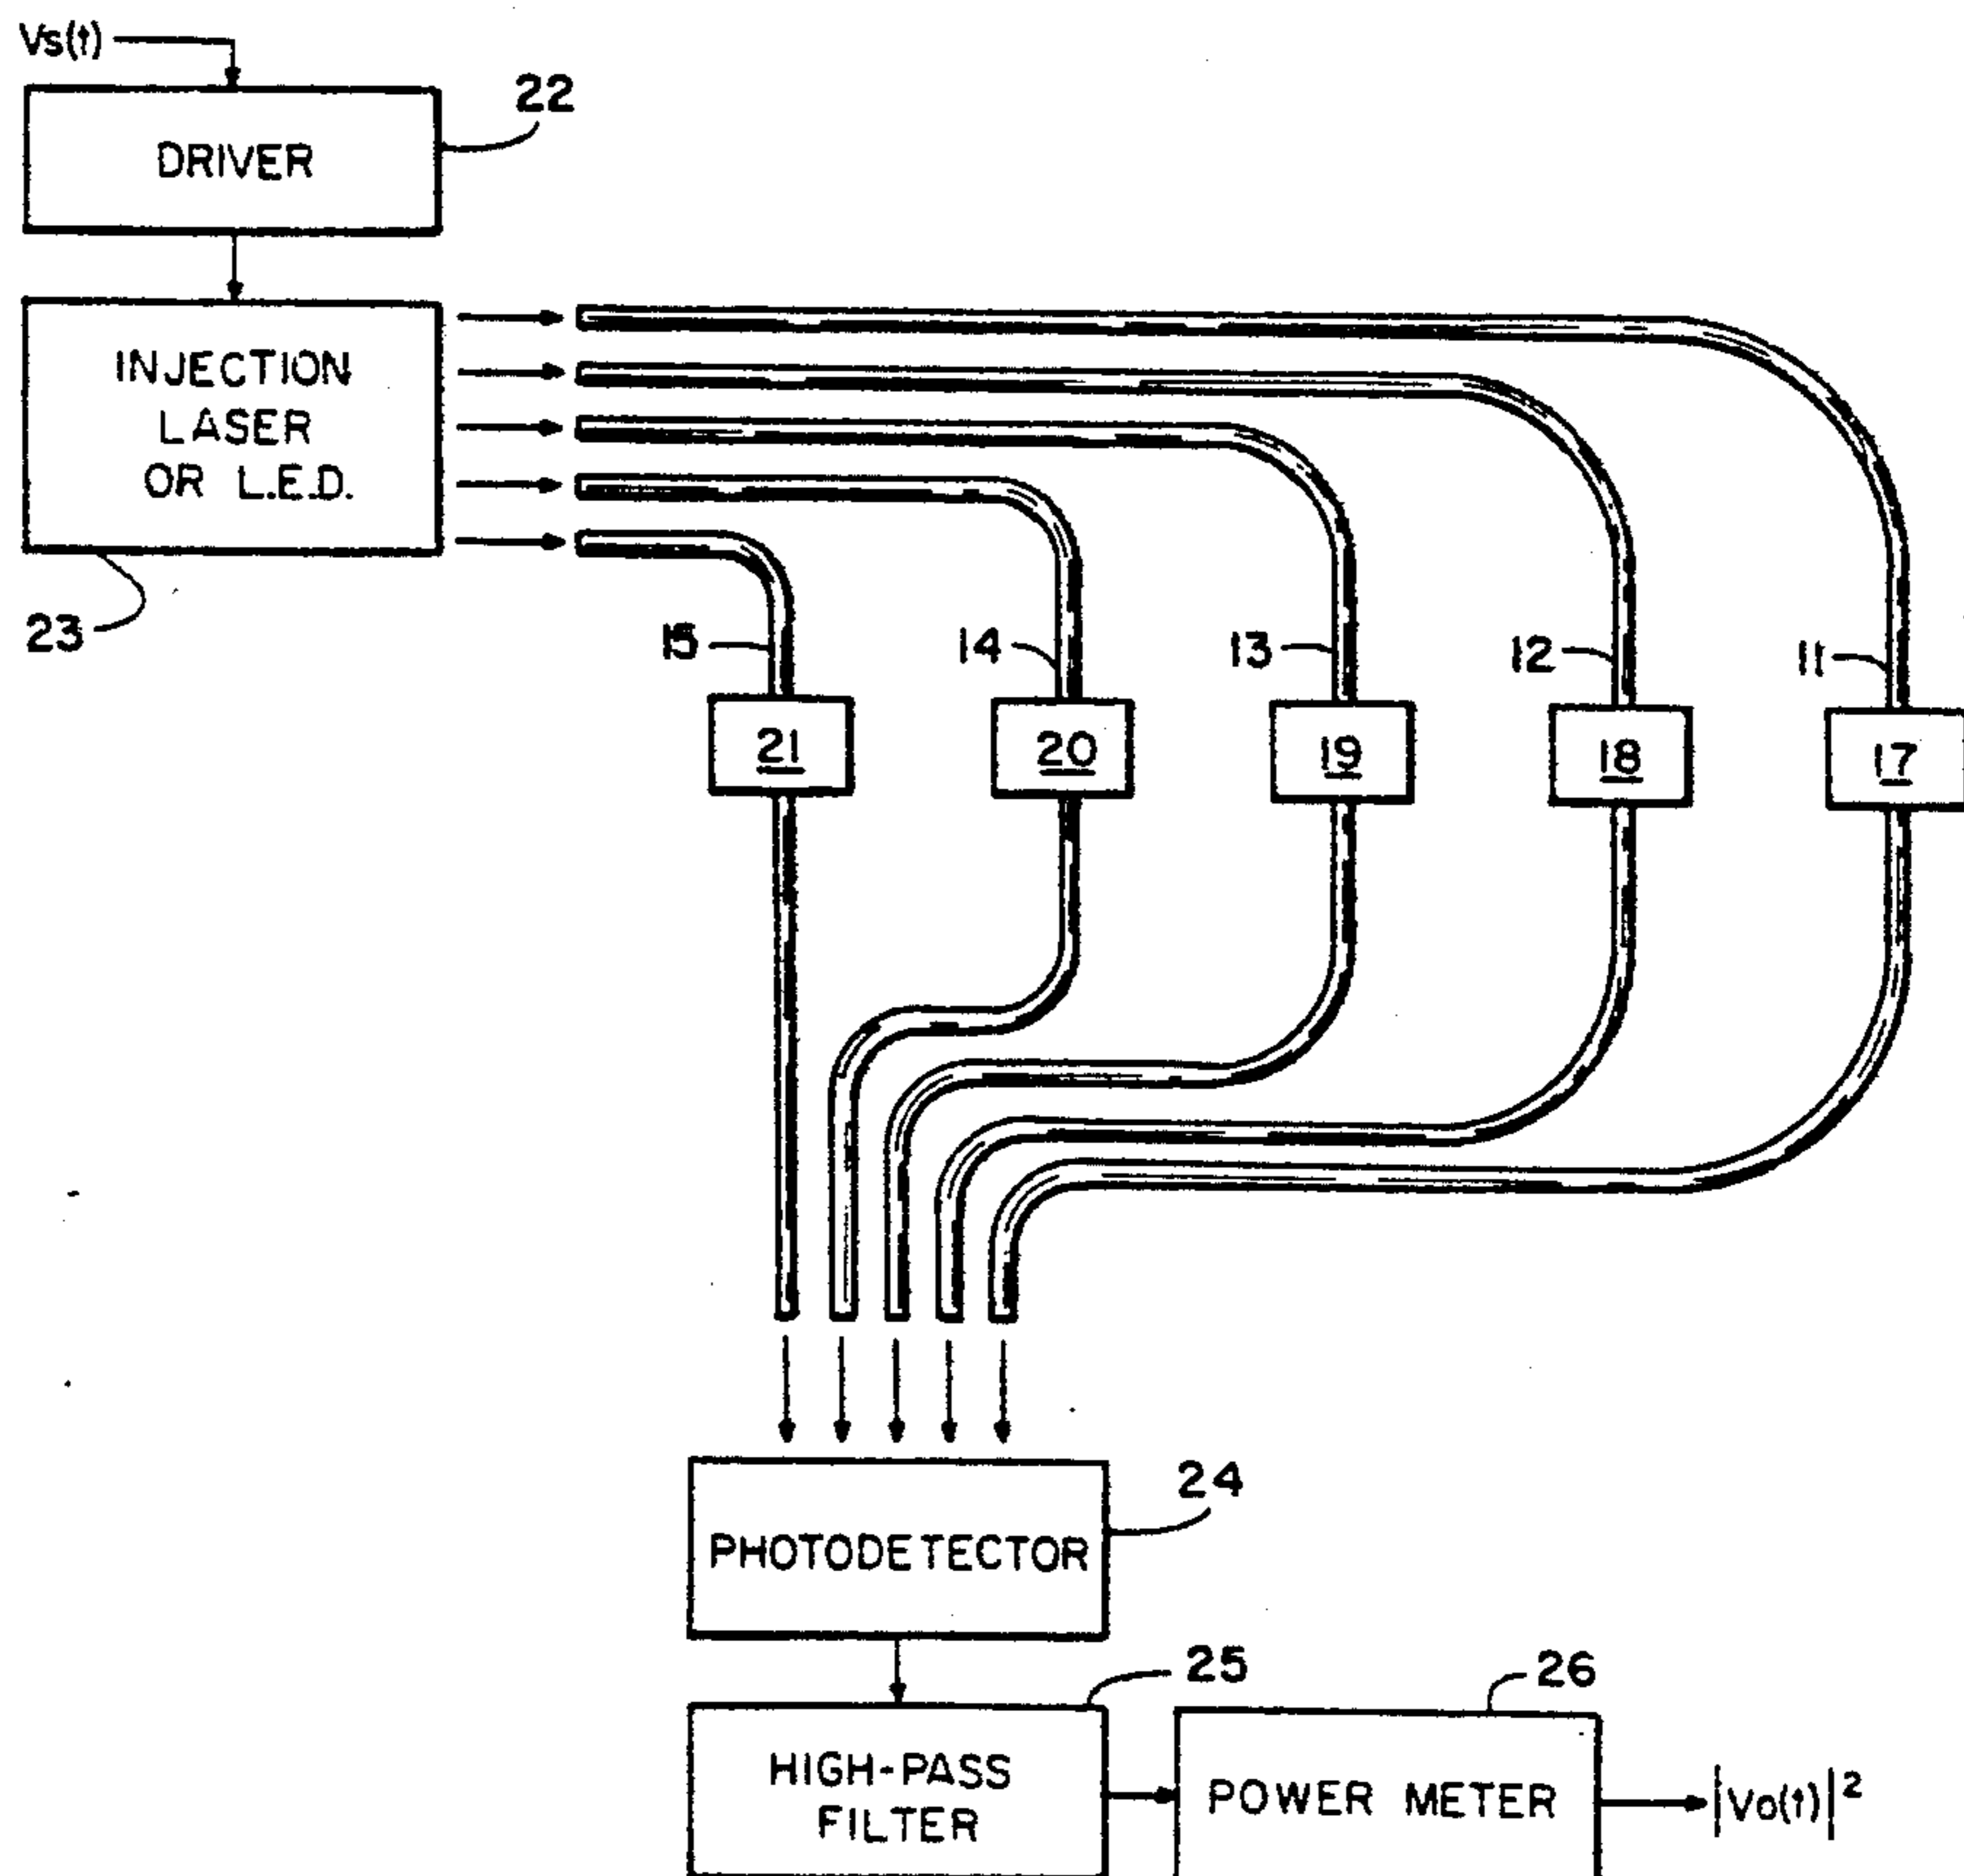 Vs(t)
22
DRIVER
INJECTION
LASER
OR L.E.D.
23
15
14
13
12
11
21
20
19
18
17
24
PHOTODETECTOR
25
26
HIGH-PASS
FILTER
POWER METER
|Vo(t)|²